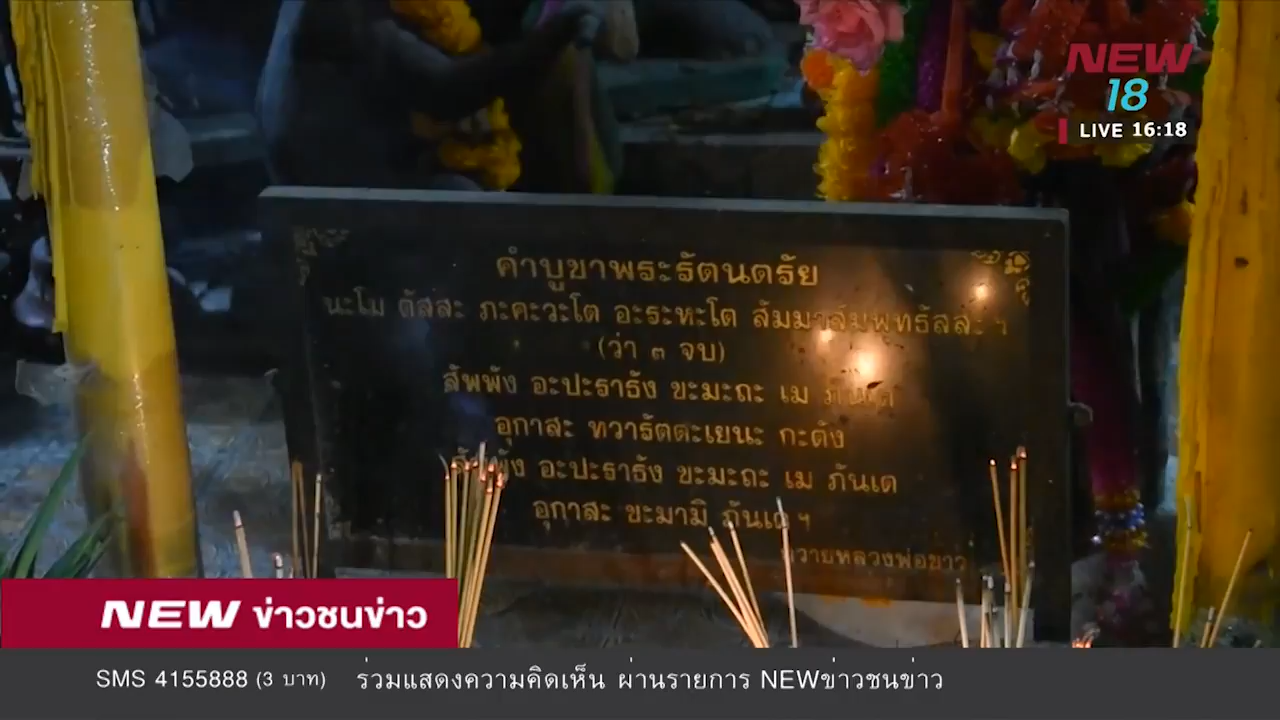 NEW
18
LIVE 16:18
คำบูชาพระรัตนตรัย
นะโม ตัสสะ ภะคะวะโต อะระหะโต สัมมาสัมพุทธัสสะฯ
(ว่า ๓ จบ)
สัพพัง อะปะราธัง ขะมะถะ เม ภันเต
อุกาสะ ทวารัตตะเยนะ กะตัง
สัพพัง อะปะราธัง ขะมะถะ เม ภันเต
อุกาสะ ขะมามิ ภันเตฯ
ถวายหลวงพ่อขาว
NEW ข่าวชนข่าว
SMS 4155888 (3 บาท) ร่วมแสดงความคิดเห็น ผ่านรายการ NEWข่าวชนข่าว